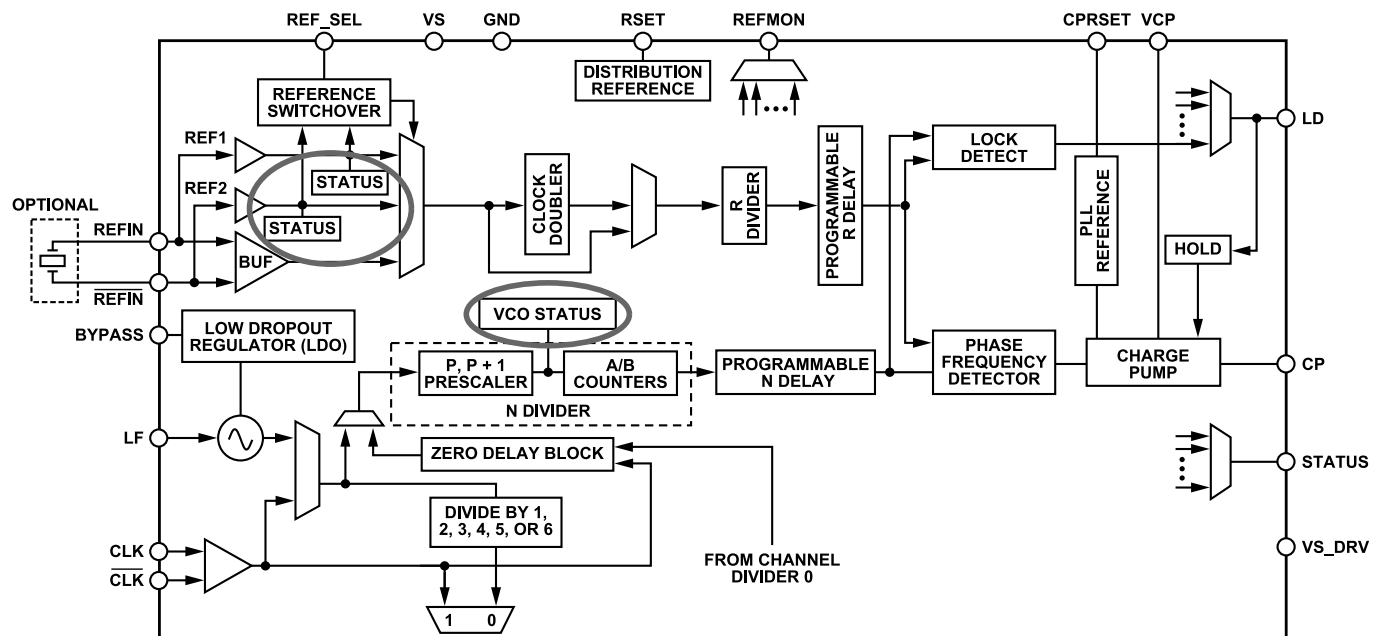 REF_SEL
VS
GND
RSET
REFMON
CPRSET
VCP
DISTRIBUTION
REFERENCE
REFERENCE
SWITCHOVER
REF1
STATUS
REF2
STATUS
BUF
OPTIONAL
REFIN
REFIN
CLOCK
DOUBLER
R
DIVIDER
PROGRAMMABLE
R DELAY
LOCK
DETECT
PLL
REFERENCE
LD
HOLD
BYPASS
LOW DROPOUT
REGULATOR (LDO)
VCO STATUS
P, P + 1
PRESCALER
A/B
COUNTERS
N DIVIDER
PROGRAMMABLE
N DELAY
PHASE
FREQUENCY
DETECTOR
CHARGE
PUMP
CP
LF
ZERO DELAY BLOCK
STATUS
DIVIDE BY 1,
2, 3, 4, 5, OR 6
CLK
CLK
FROM CHANNEL
DIVIDER 0
VS_DRV
1 0